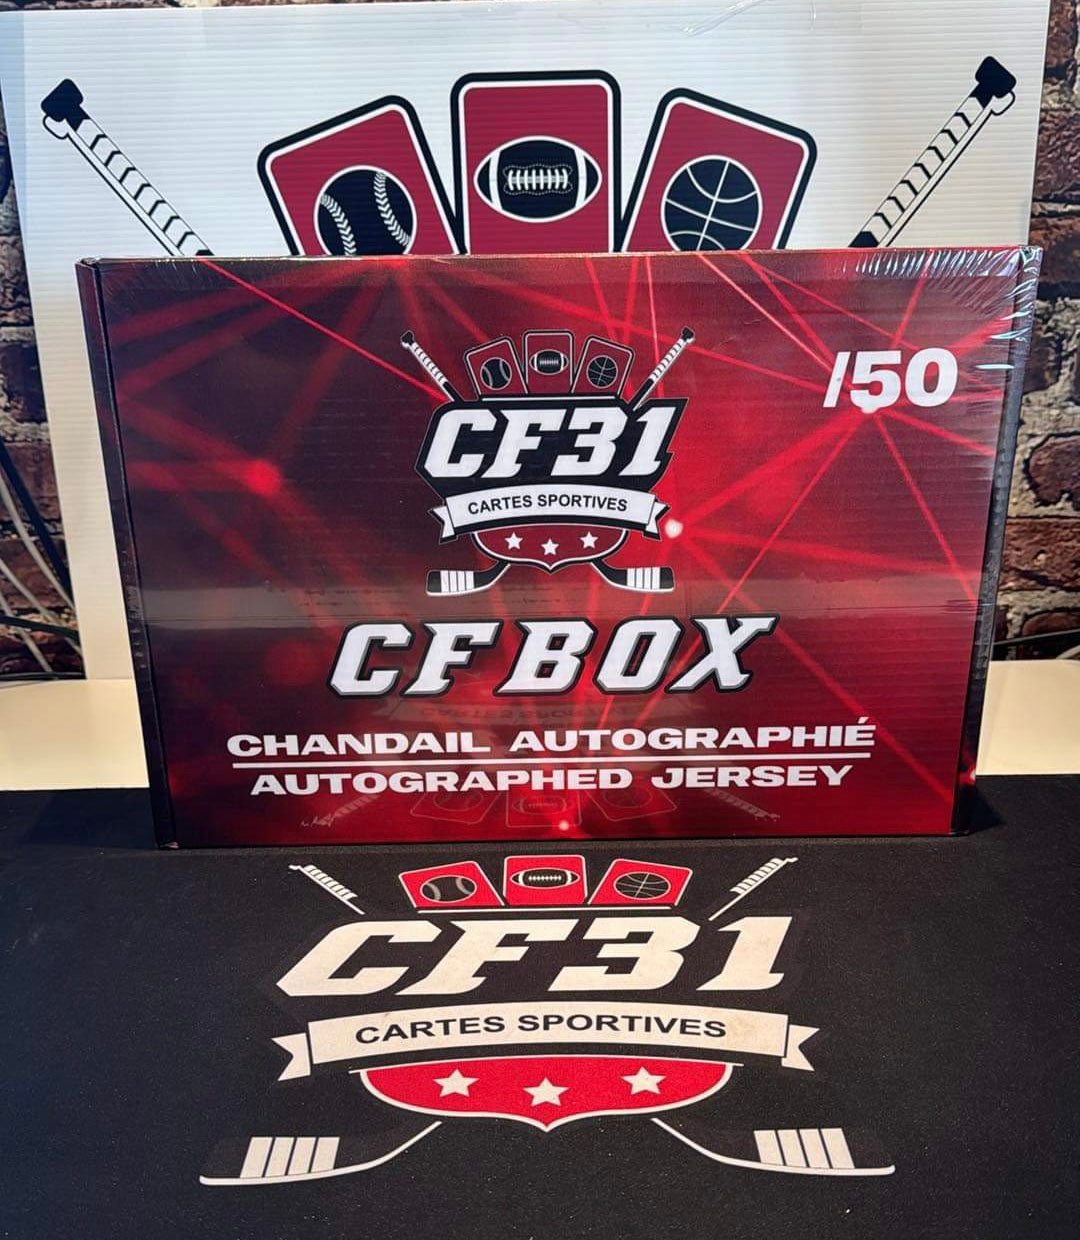 /50
CF31
CARTES SPORTIVES
CF BOX
CHANDAIL AUTOGRAPHIÉ
AUTOGRAPHED JERSEY
CF31
CARTES SPORTIVES